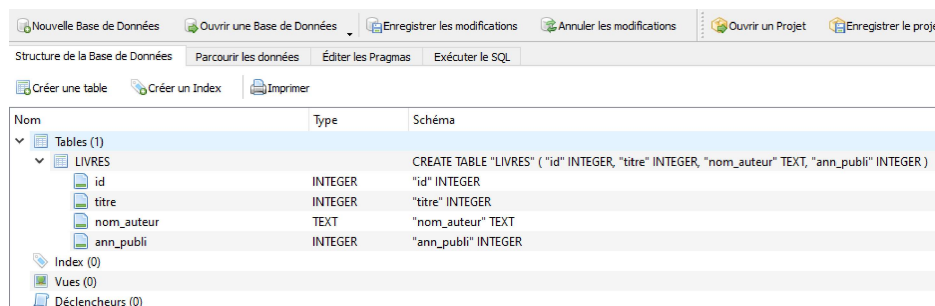 Nouvelle Base de Données Ouvrir une Base de Données Enregistrer les modifications Annuler les modifications Ouvrir un Projet Enregistrer le proje
Structure de la Base de Données Parcourir les données Éditer les Pragmas Exécuter le SQL
Créer une table Créer un Index Imprimer
Nom Type Schéma
Tables (1)
LIVRES CREATE TABLE "LIVRES" ( "id" INTEGER, "titre" INTEGER, "nom_auteur" TEXT, "ann_publi" INTEGER )
id INTEGER "id" INTEGER
titre INTEGER "titre" INTEGER
nom_auteur TEXT "nom_auteur" TEXT
ann_publi INTEGER "ann_publi" INTEGER
Index (0)
Vues (0)
Déclencheurs (0)